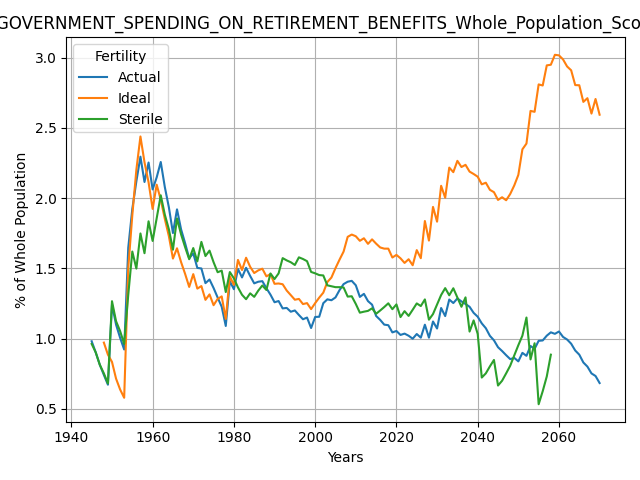 GOVERNMENT_SPENDING_ON_RETIREMENT_BENEFITS_Whole_Population_Sco
Fertility
Actual
Ideal
Sterile
% of Whole Population
3.0
2.5
2.0
1.5
1.0
0.5
1940 1960 1980 2000 2020 2040 2060
Years